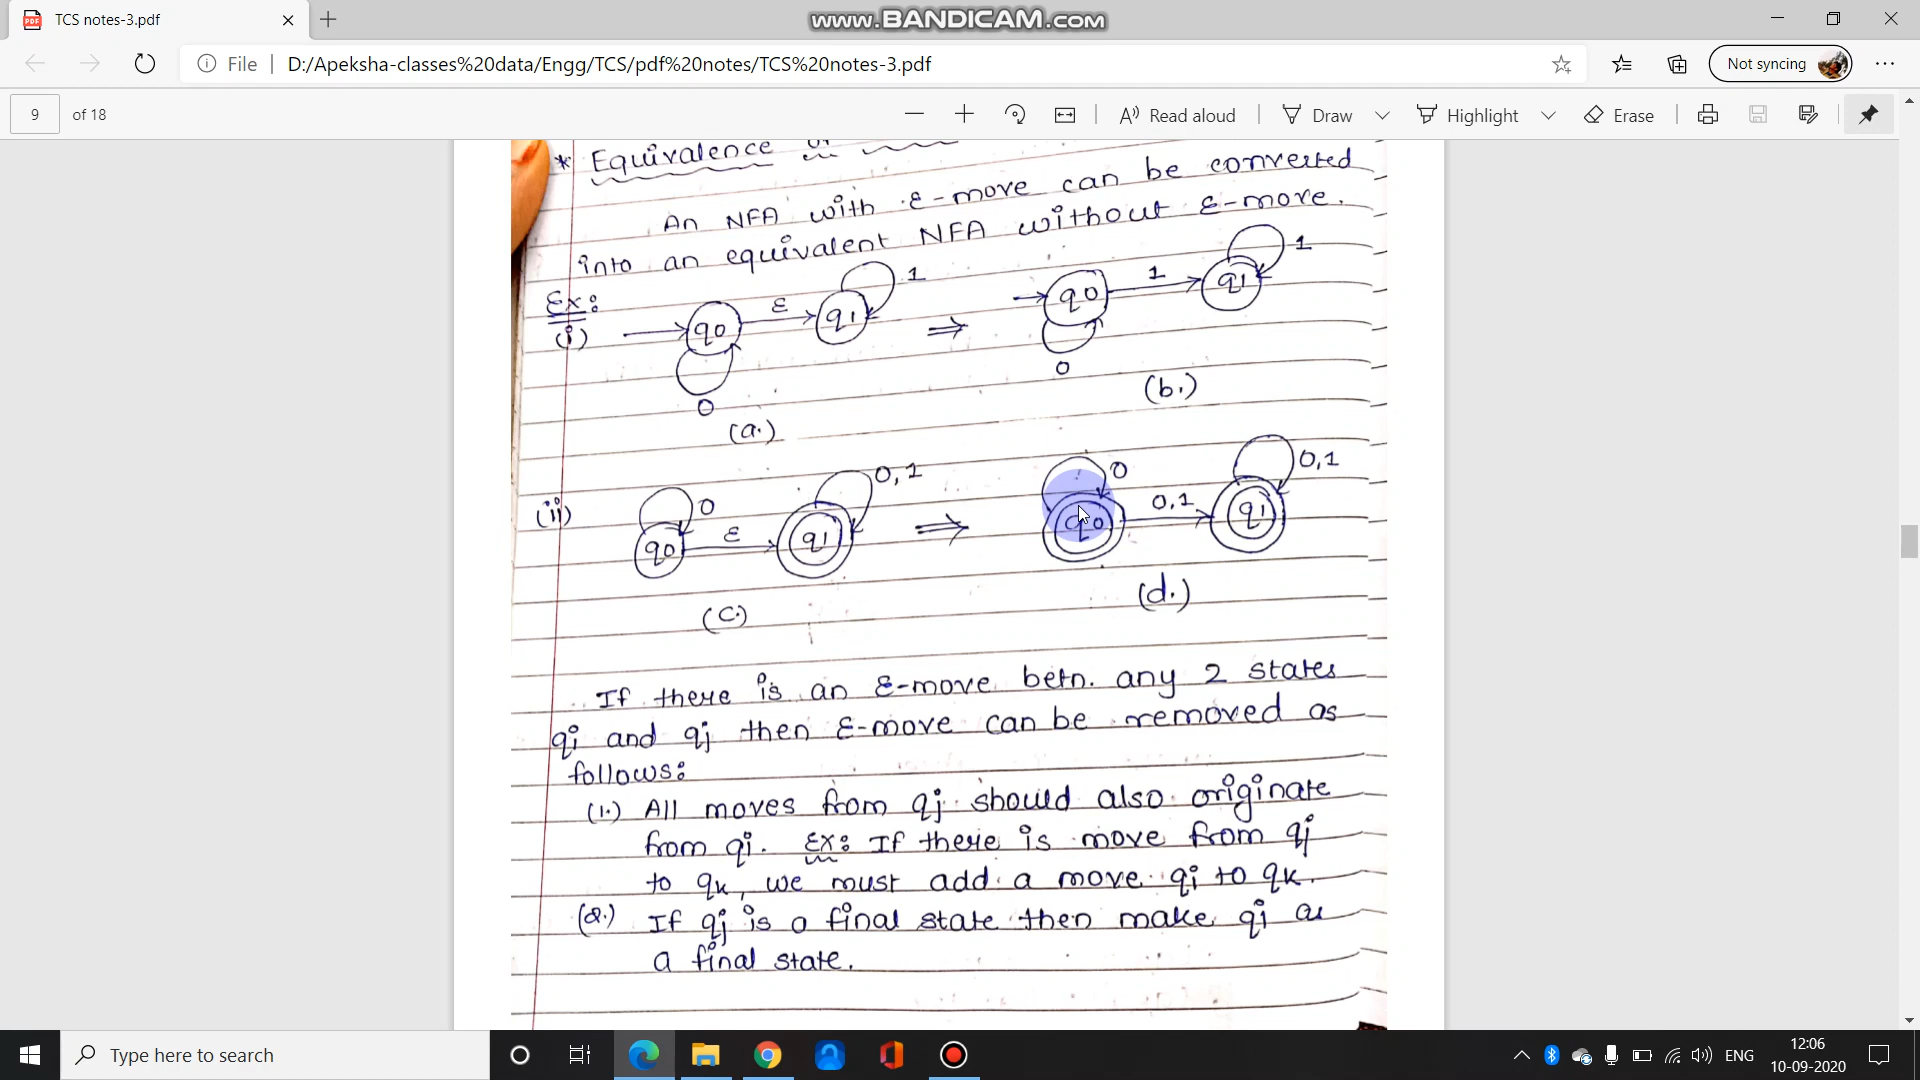 TCS notes-3.pdf
www.BANDICAM.com
File
D:/Apeksha-classes%20data/Engg/TCS/pdf%20notes/TCS%20notes-3.pdf
Not syncing
9 of 18
Read aloud
Draw
Highlight
Erase
* Equivalence of
An NFA with ε-move can be converted
into an equivalent NFA without ε-move.
Ex:
(i) q0 ε q1 1 ⇒ q0 1 q1 1
0 0
(a.) (b.)
(ii) q0 0 ε q1 0,1 ⇒ q0 0 0,1 q1 0,1
(c.) (d.)
If there is an ε-move betn. any 2 states
qi and qj then ε-move can be removed as
follows:
(1.) All moves from qj should also originate
from qi. Ex: If there is move from qj
to qk, we must add a move qi to qk.
(2.) If qj is a final state then make qi as
a final state.
Type here to search
ENG
12:06
10-09-2020